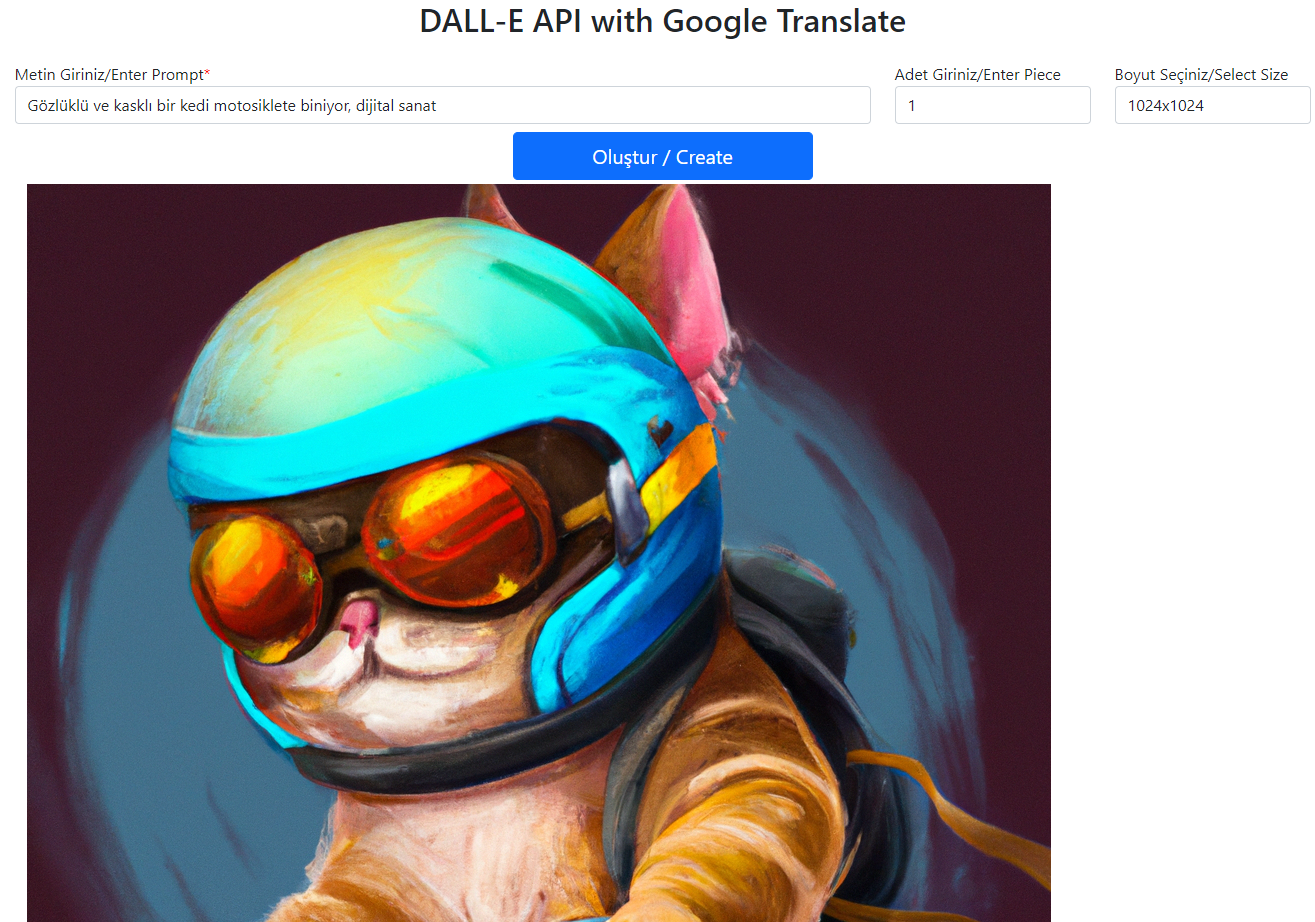 DALL-E API with Google Translate
Metin Giriniz/Enter Prompt*
Adet Giriniz/Enter Piece
Boyut Seçiniz/Select Size
Gözlüklü ve kasklı bir kedi motosiklete biniyor, dijital sanat
1
1024x1024
Oluştur / Create